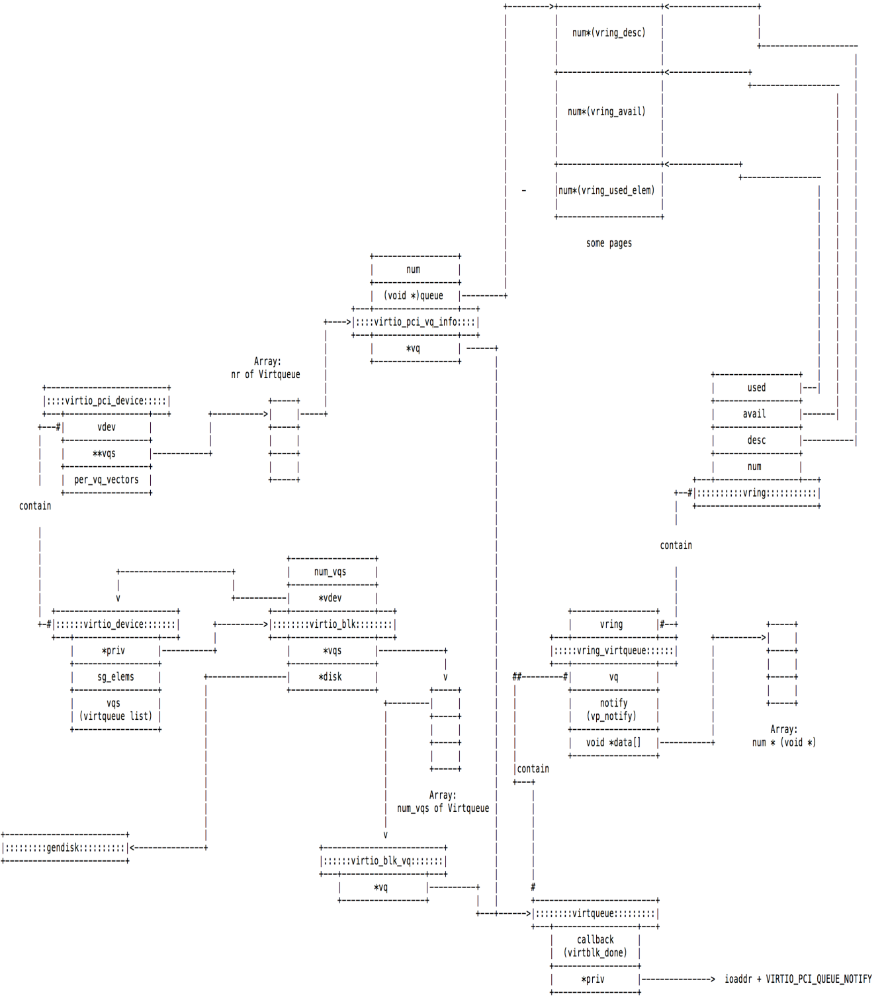 num*(vring_desc)
num*(vring_avail)
num*(vring_used_elem)
some pages
num
(void *)queue
::::virtio_pci_vq_info::::
*vq
Array:
nr of Virtqueue
used
::::virtio_pci_device:::::
avail
vdev
desc
**vqs
num
per_vq_vectors
::::::::::vring:::::::::::
contain
contain
num_vqs
*vdev
::::::virtio_device:::::::
::::::::virtio_blk::::::::
vring
*priv
*vqs
:::::vring_virtqueue::::::
sg_elems
*disk
vq
vqs
(virtqueue list)
notify
(vp_notify)
Array:
num * (void *)
void *data[]
contain
Array:
num_vqs of Virtqueue
:::::::::gendisk::::::::::
::::::virtio_blk_vq:::::::
*vq
::::::::virtqueue:::::::::
callback
(virtblk_done)
*priv
ioaddr + VIRTIO_PCI_QUEUE_NOTIFY